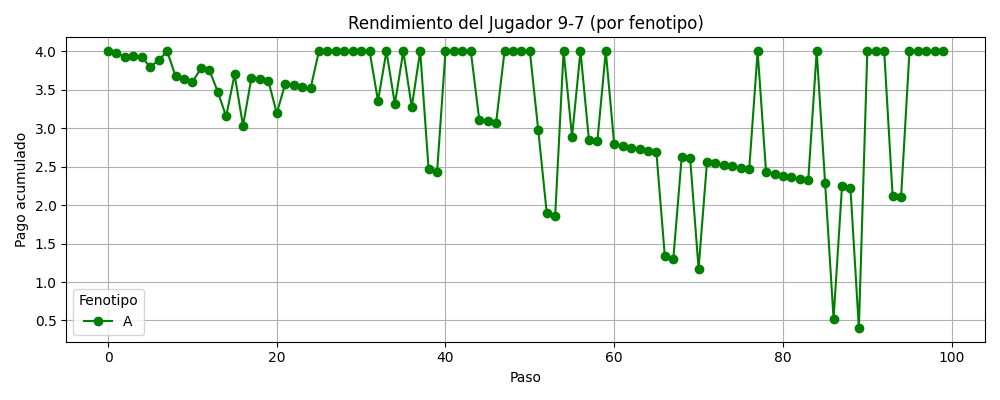 Rendimiento del Jugador 9-7 (por fenotipo)
Pago acumulado
4.0
3.5
3.0
2.5
2.0
1.5
1.0
0.5
Fenotipo
A
0 20 40 60 80 100
Paso